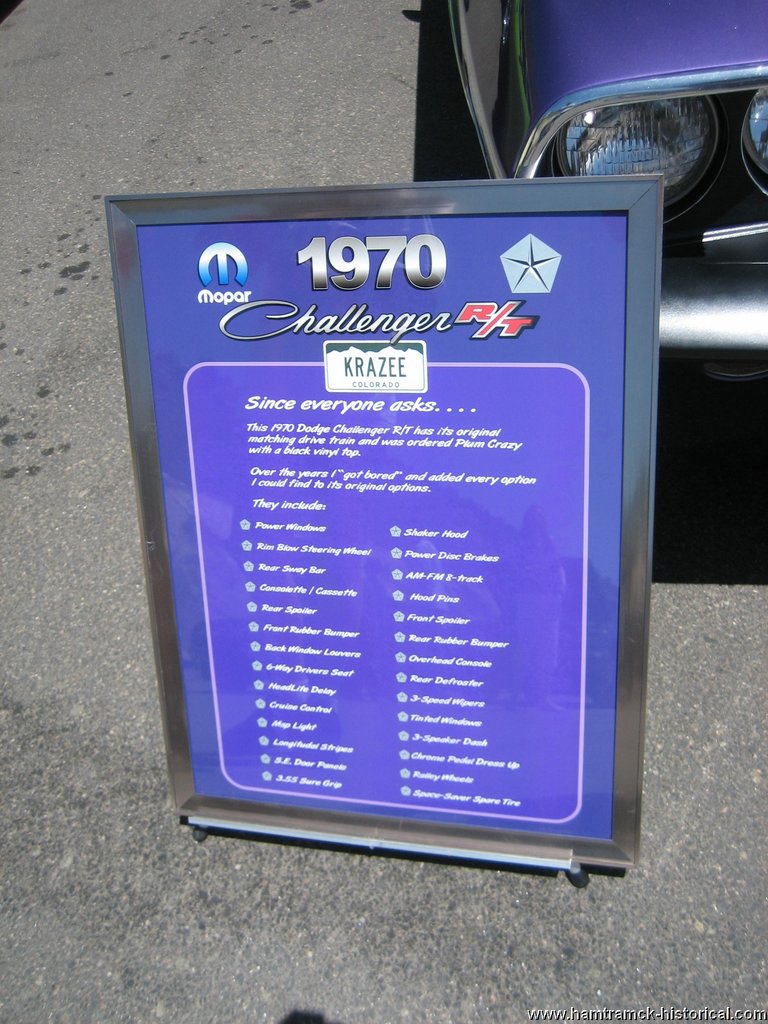 mopar
1970
Challenger R/T
KRAZEE
COLORADO
Since everyone asks....
This 1970 Dodge Challenger R/T has its original
matching drive train and was ordered Plum Crazy
with a black vinyl top.
Over the years I "got bored" and added every option
I could find to its original options.
They include:
Power Windows
Rim Blow Steering Wheel
Rear Sway Bar
Consolette / Cassette
Rear Spoiler
Front Rubber Bumper
Back Window Louvers
6-Way Drivers Seat
HeadLite Delay
Cruise Control
Map Light
Longitudal Stripes
S.E. Door Panels
3.55 Sure Grip
Shaker Hood
Power Disc Brakes
AM-FM 8-track
Hood Pins
Front Spoiler
Rear Rubber Bumper
Overhead Console
Rear Defroster
3-Speed Wipers
Tinted Windows
3-Speaker Dash
Chrome Pedal Dress Up
Ralley Wheels
Space-Saver Spare Tire
www.hamtramck-historical.com